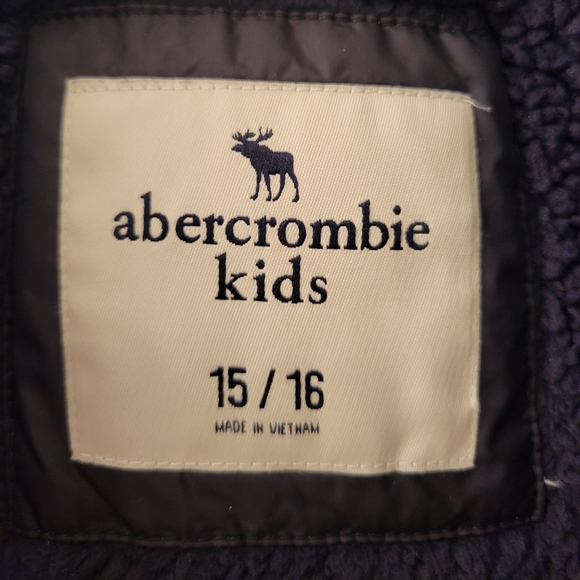 abercrombie
kids
15 / 16
MADE IN VIETNAM